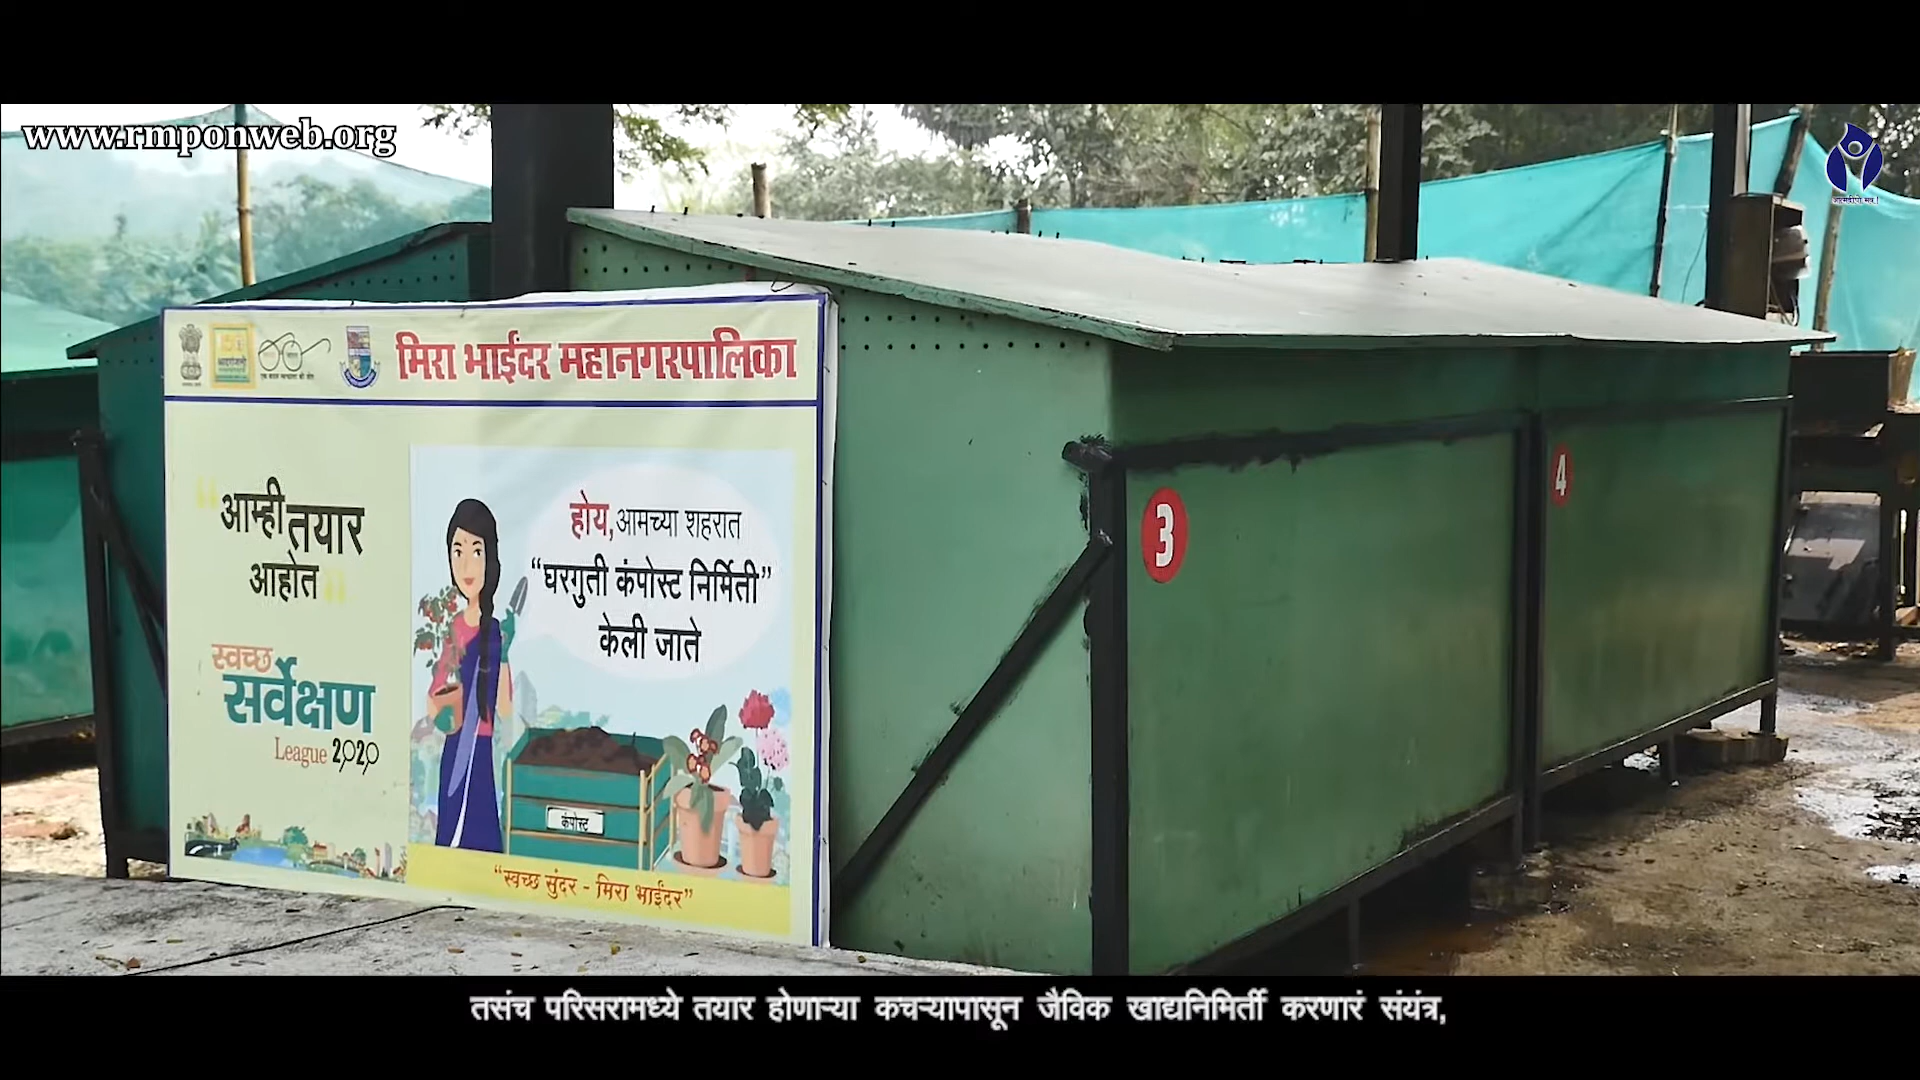 www.rmponweb.org
मिरा भाईंदर महानगरपालिका
"आम्ही तयार
आहोत"
स्वच्छ
सर्वेक्षण
League 2020
होय, आमच्या शहरात
“घरगुती कंपोस्ट निर्मिती”
केली जाते
कंपोस्ट
“स्वच्छ सुंदर - मिरा भाईंदर”
3
4
तसंच परिसरामध्ये तयार होणाऱ्या कचऱ्यापासून जैविक खाद्यनिमिर्ती करणारं संयंत्र,